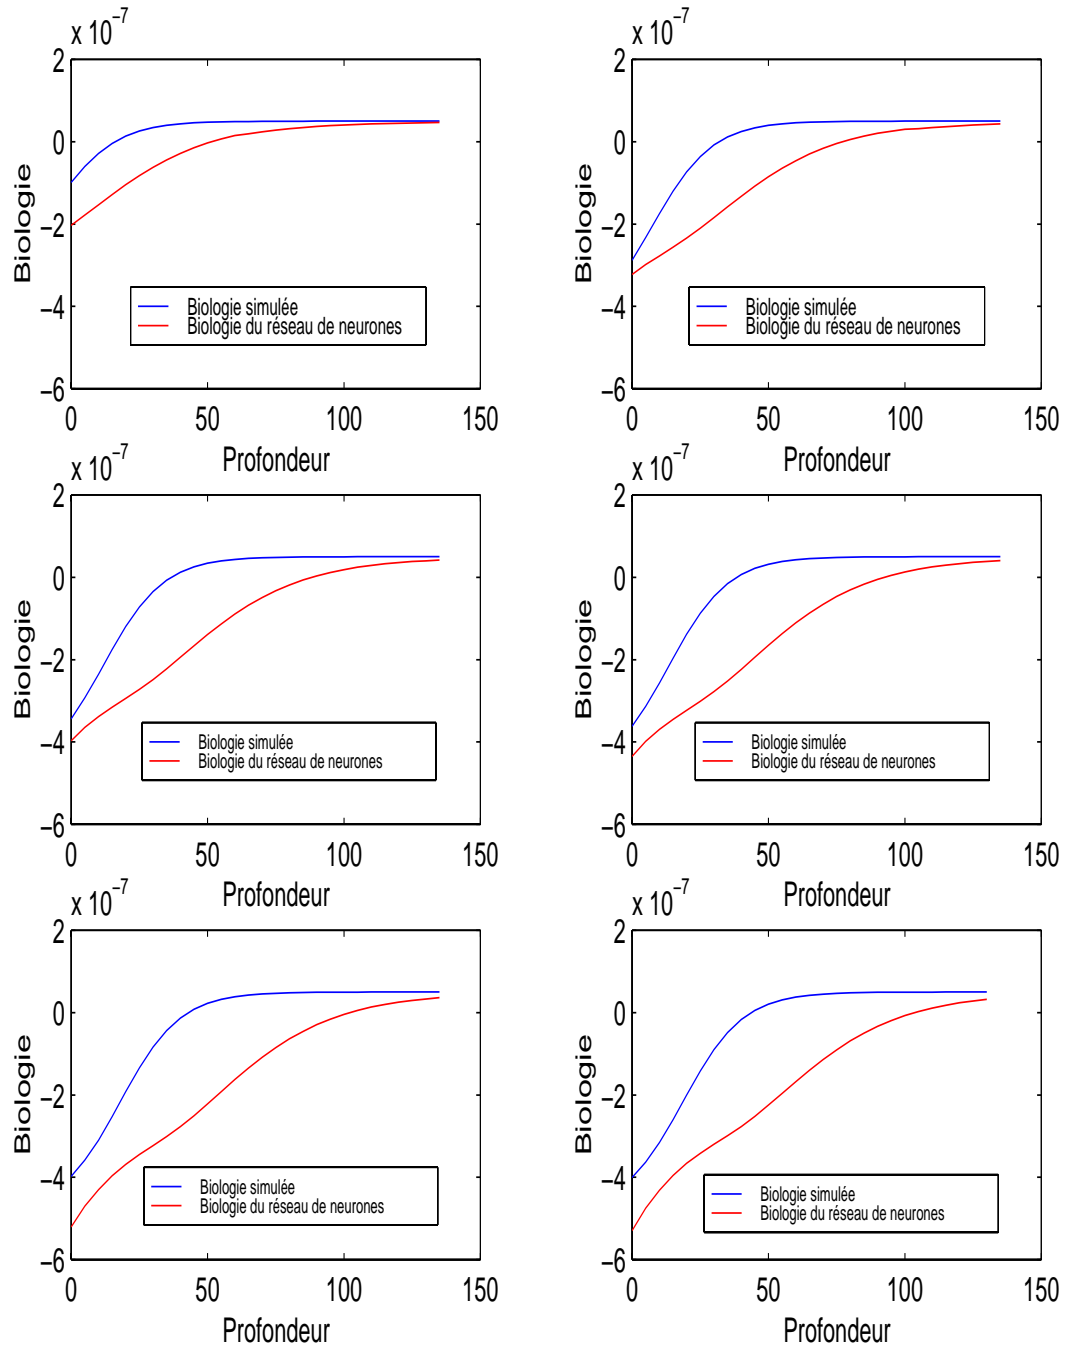 x 10⁻⁷
x 10⁻⁷
2
0
−2
−4
−6
Biologie
Biologie simulée
Biologie du réseau de neurones
0 50 100 150
Profondeur
2
0
−2
−4
−6
Biologie
Biologie simulée
Biologie du réseau de neurones
0 50 100 150
Profondeur
x 10⁻⁷
x 10⁻⁷
2
0
−2
−4
−6
Biologie
Biologie simulée
Biologie du réseau de neurones
0 50 100 150
Profondeur
2
0
−2
−4
−6
Biologie
Biologie simulée
Biologie du réseau de neurones
0 50 100 150
Profondeur
x 10⁻⁷
x 10⁻⁷
2
0
−2
−4
−6
Biologie
Biologie simulée
Biologie du réseau de neurones
0 50 100 150
Profondeur
2
0
−2
−4
−6
Biologie
Biologie simulée
Biologie du réseau de neurones
0 50 100 150
Profondeur